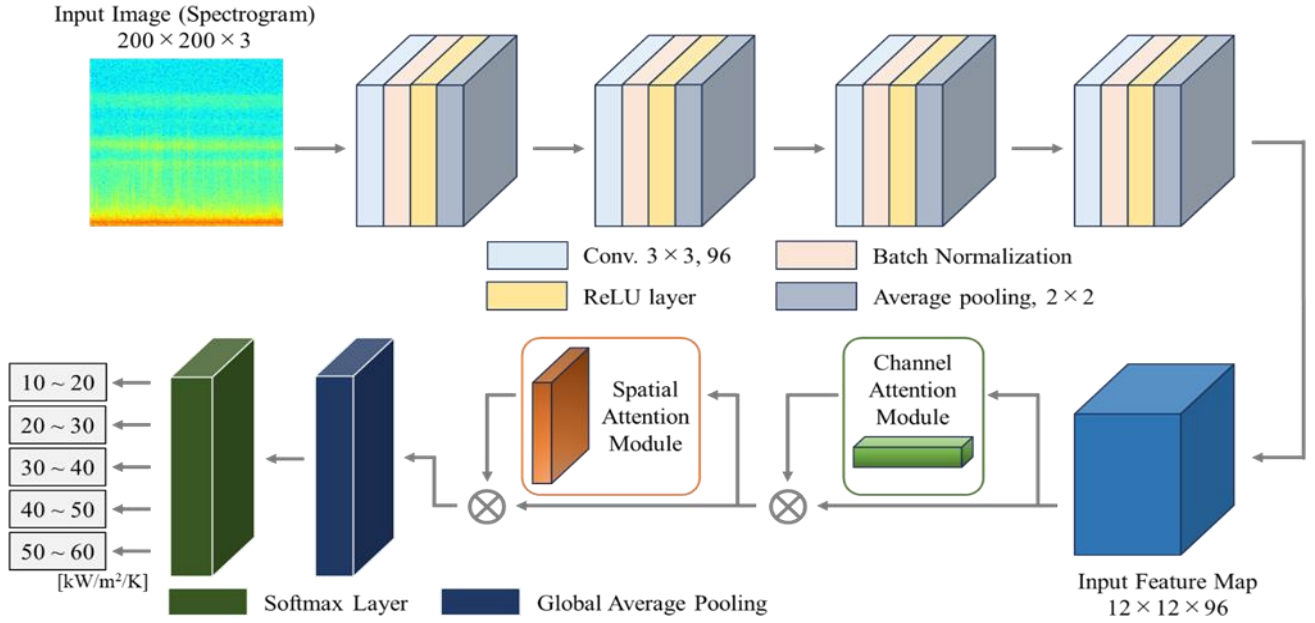 Input Image (Spectrogram)
200 × 200 × 3
Conv. 3 × 3, 96
Batch Normalization
ReLU layer
Average pooling, 2 × 2
10 ~ 20
20 ~ 30
30 ~ 40
40 ~ 50
50 ~ 60
[kW/m²/K]
Spatial
Attention
Module
Channel
Attention
Module
Input Feature Map
12 × 12 × 96
Softmax Layer
Global Average Pooling